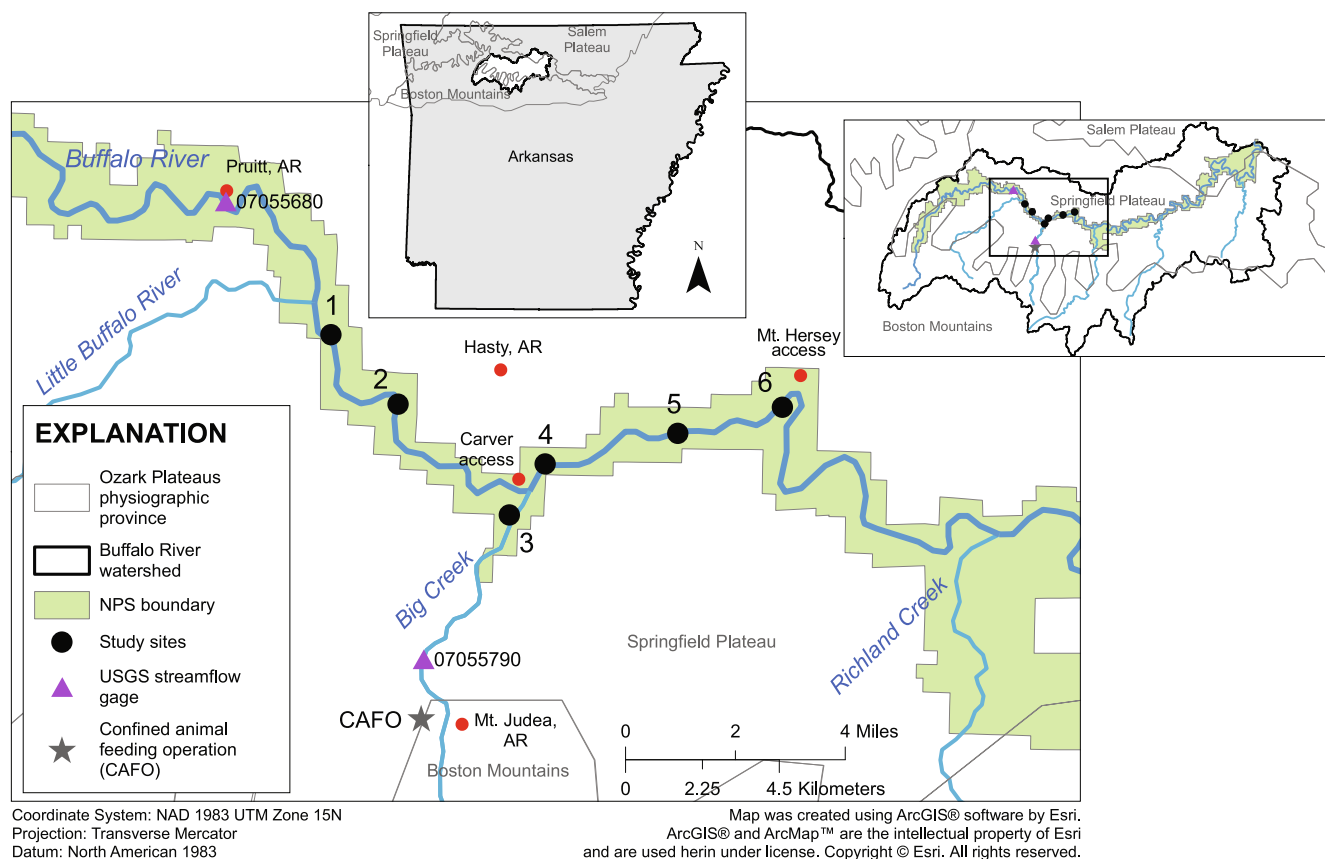 Springfield
Plateau
Salem
Plateau
Boston Mountains
Arkansas
N
Salem Plateau
Springfield Plateau
Boston Mountains
Buffalo River
Pruitt, AR
07055680
Little Buffalo River
1
2
Hasty, AR
Mt. Hersey
access
6
5
4
Carver
access
3
Big Creek
Springfield Plateau
Richland Creek
07055790
CAFO
Mt. Judea,
AR
Boston Mountains
0 2 4 Miles
0 2.25 4.5 Kilometers
EXPLANATION
Ozark Plateaus
physiographic
province
Buffalo River
watershed
NPS boundary
Study sites
USGS streamflow
gage
Confined animal
feeding operation
(CAFO)
Coordinate System: NAD 1983 UTM Zone 15N
Projection: Transverse Mercator
Datum: North American 1983
Map was created using ArcGIS® software by Esri.
ArcGIS® and ArcMap™ are the intellectual property of Esri
and are used herin under license. Copyright © Esri. All rights reserved.